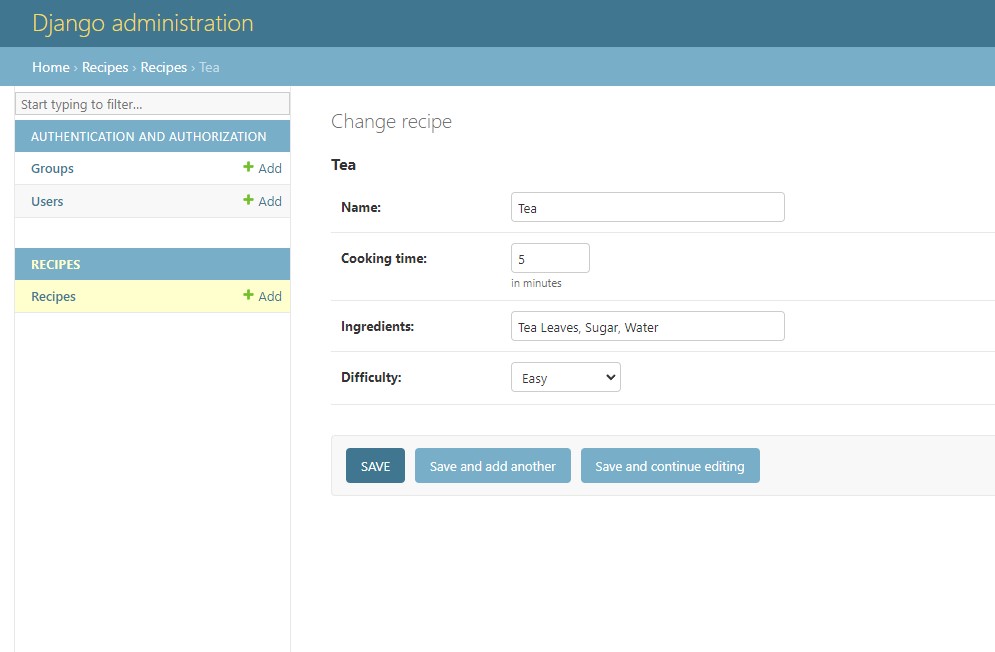 Django administration
Home › Recipes › Recipes › Tea
Start typing to filter...
AUTHENTICATION AND AUTHORIZATION
Groups + Add
Users + Add
RECIPES
Recipes + Add
Change recipe
Tea
Name: Tea
Cooking time: 5
in minutes
Ingredients: Tea Leaves, Sugar, Water
Difficulty: Easy
SAVE Save and add another Save and continue editing